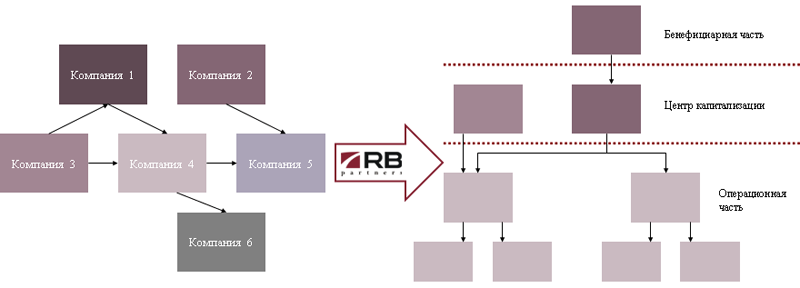 Компания 1
Компания 2
Компания 3
Компания 4
Компания 5
Компания 6
RB
partners
Бенефициарная часть
Центр капитализации
Операционная
часть